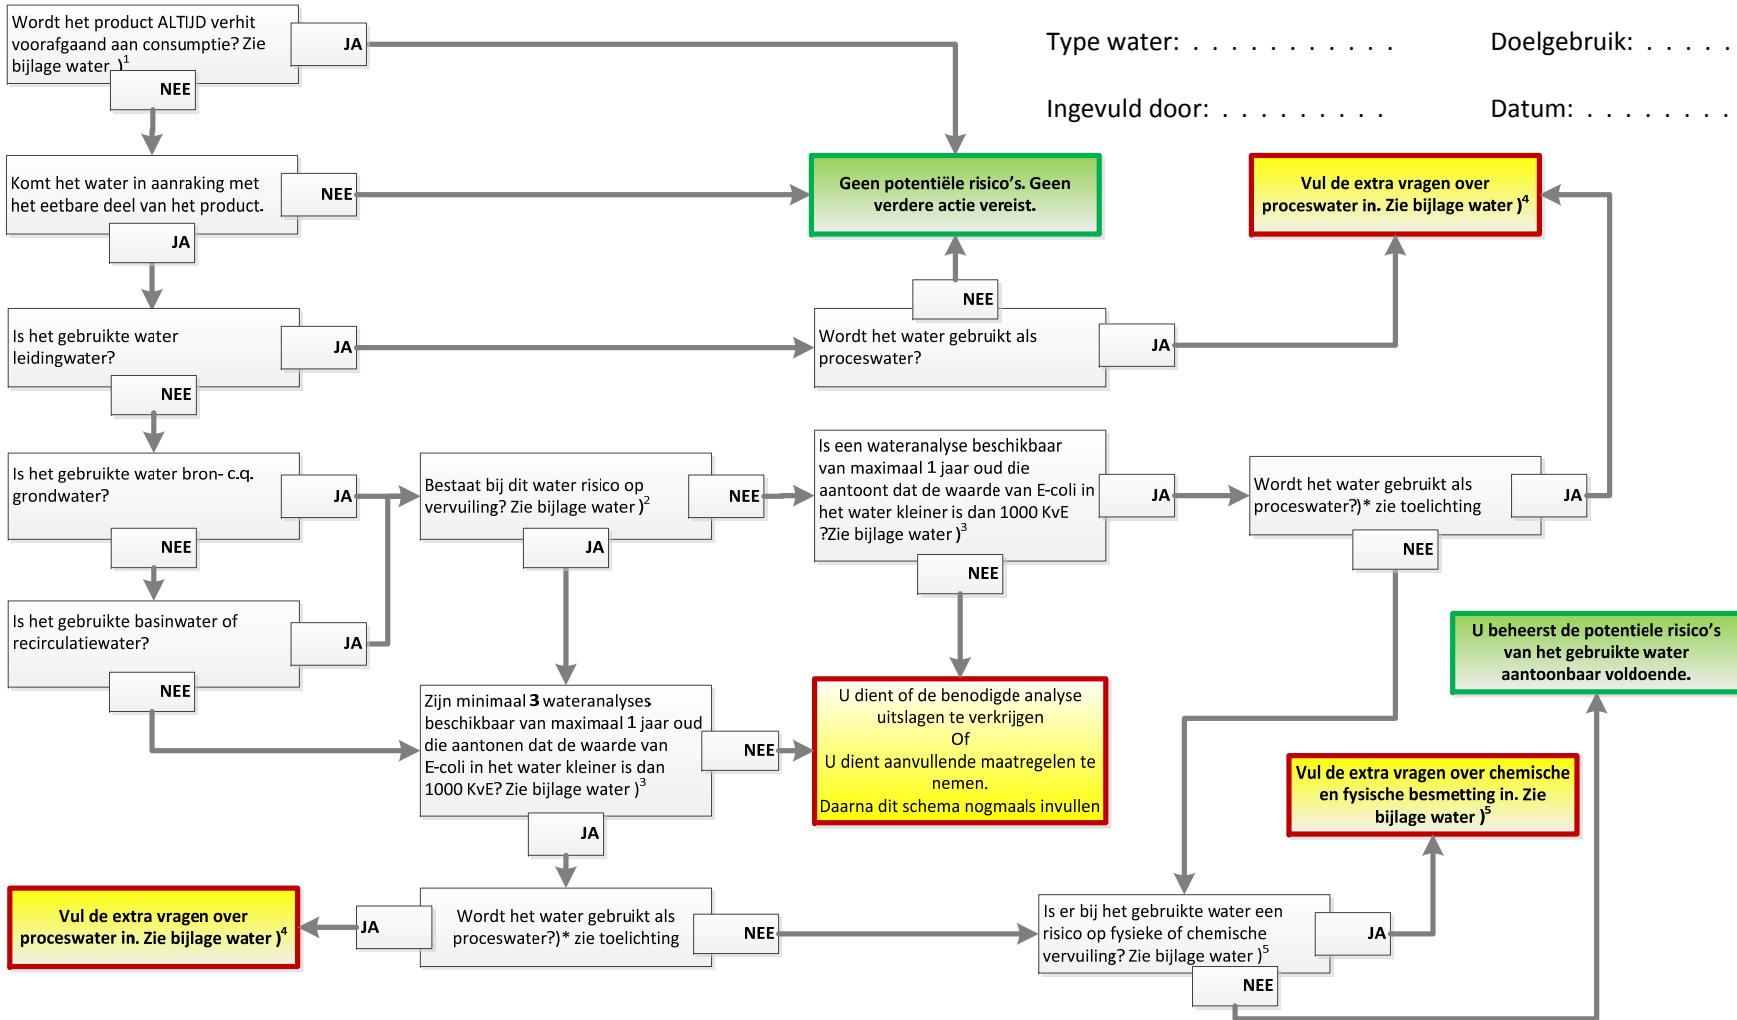 Wordt het product ALTIJD verhit
voorafgaand aan consumptie? Zie
bijlage water )1
JA
NEE
Type water: . . . . . . . . . . .
Doelgebruik: . . . . .
Ingevuld door: . . . . . . . . .
Datum: . . . . . . . .
Komt het water in aanraking met
het eetbare deel van het product.
NEE
JA
Geen potentiële risico's. Geen
verdere actie vereist.
Vul de extra vragen over
proceswater in. Zie bijlage water )4
Is het gebruikte water
leidingwater?
JA
NEE
NEE
Wordt het water gebruikt als
proceswater?
JA
Is het gebruikte water bron- c.q.
grondwater?
JA
NEE
Bestaat bij dit water risico op
vervuiling? Zie bijlage water )2
NEE
JA
Is een wateranalyse beschikbaar
van maximaal 1 jaar oud die
aantoont dat de waarde van E-coli in
het water kleiner is dan 1000 KvE
?Zie bijlage water )3
JA
NEE
Wordt het water gebruikt als
proceswater?)* zie toelichting
JA
NEE
Is het gebruikte basinwater of
recirculatiewater?
JA
NEE
U beheerst de potentiele risico's
van het gebruikte water
aantoonbaar voldoende.
Zijn minimaal 3 wateranalyses
beschikbaar van maximaal 1 jaar oud
die aantonen dat de waarde van
E-coli in het water kleiner is dan
1000 KvE? Zie bijlage water )3
NEE
JA
U dient of de benodigde analyse
uitslagen te verkrijgen
Of
U dient aanvullende maatregelen te
nemen.
Daarna dit schema nogmaals invullen
Vul de extra vragen over chemische
en fysische besmetting in. Zie
bijlage water )5
Vul de extra vragen over
proceswater in. Zie bijlage water )4
JA
Wordt het water gebruikt als
proceswater?)* zie toelichting
NEE
Is er bij het gebruikte water een
risico op fysieke of chemische
vervuiling? Zie bijlage water )5
JA
NEE